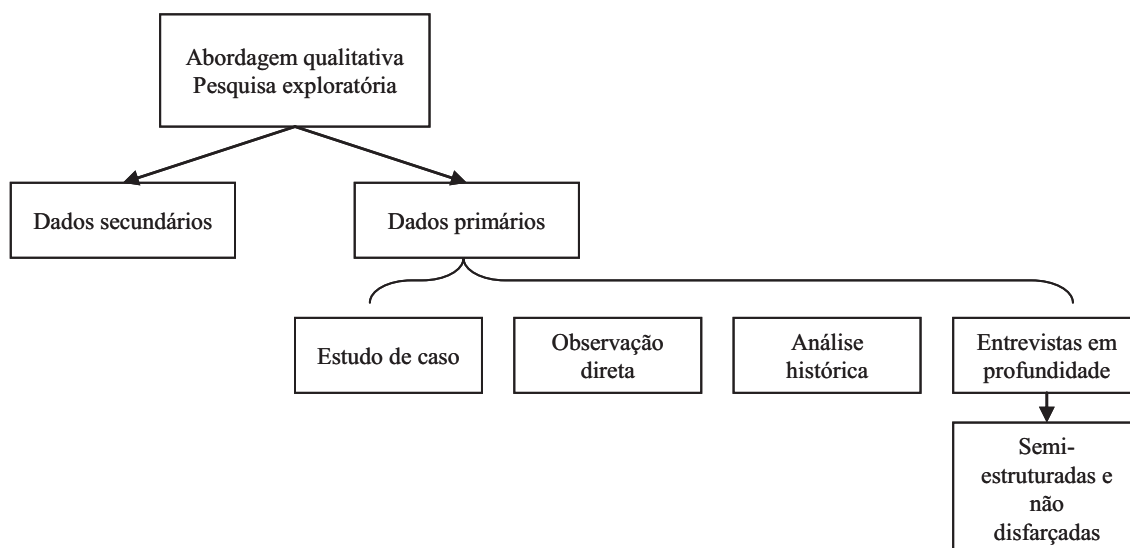 Abordagem qualitativa
Pesquisa exploratória
Dados secundários
Dados primários
Estudo de caso
Observação
direta
Análise
histórica
Entrevistas em
profundidade
Semi-
estruturadas e
não
disfarçadas